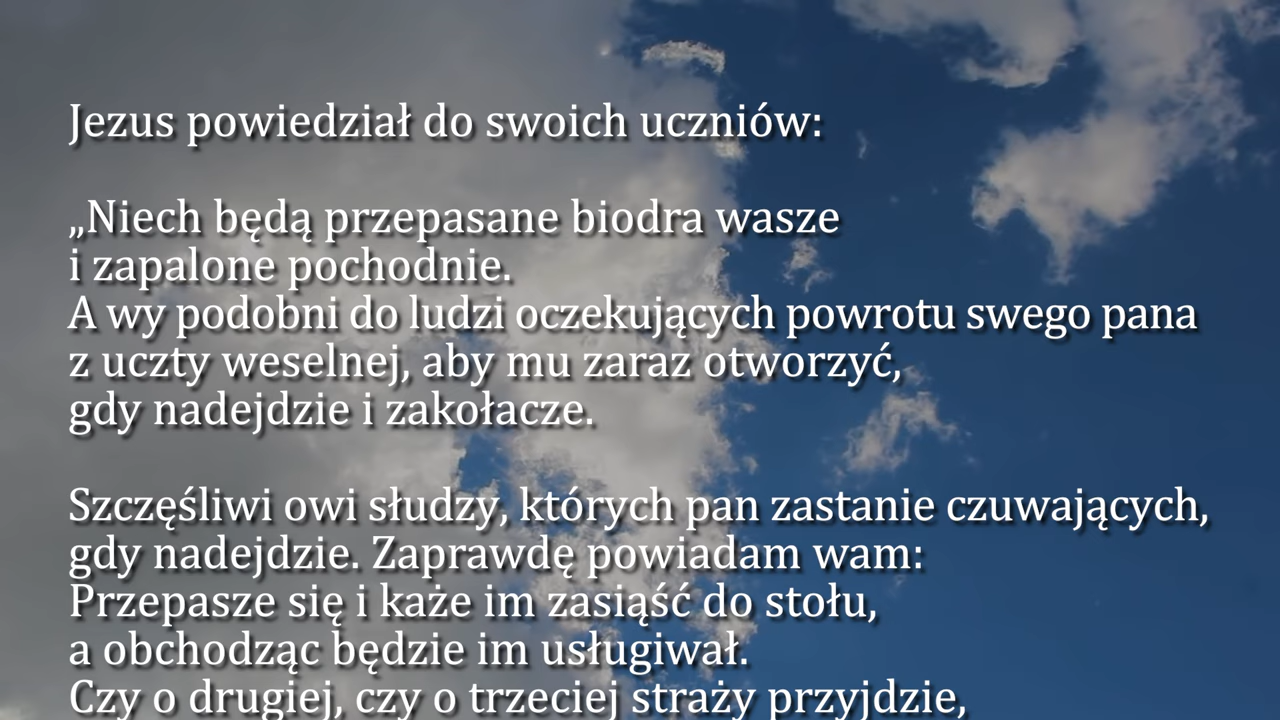 Jezus powiedział do swoich uczniów:
„Niech będą przepasane biodra wasze
i zapalone pochodnie.
A wy podobni do ludzi oczekujących powrotu swego pana
z uczty weselnej, aby mu zaraz otworzyć,
gdy nadejdzie i zakołacze.
Szczęśliwi owi słudzy, których pan zastanie czuwających,
gdy nadejdzie. Zaprawdę powiadam wam:
Przepasze się i każe im zasiąść do stołu,
a obchodząc będzie im usługiwał.
Czy o drugiej, czy o trzeciej straży przyjdzie,